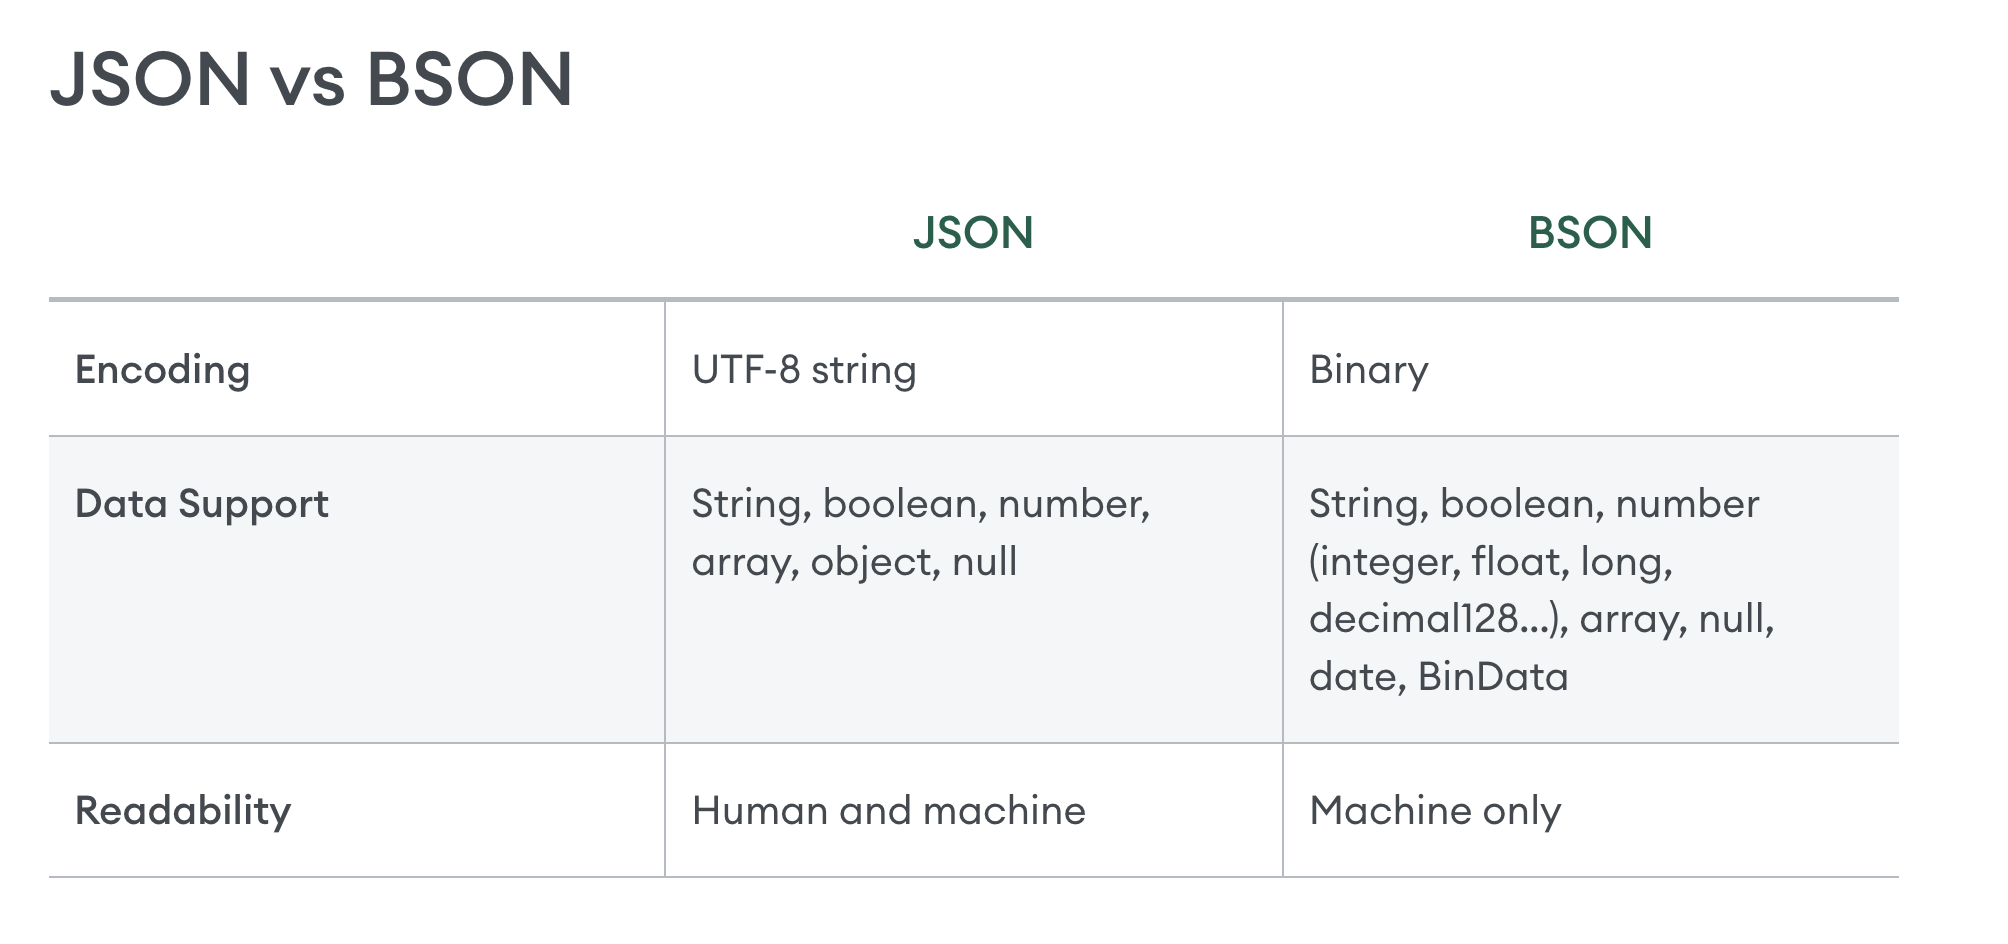 JSON vs BSON
JSON
BSON
Encoding
UTF-8 string
Binary
Data Support
String, boolean, number,
array, object, null
String, boolean, number
(integer, float, long,
decimal128...), array, null,
date, BinData
Readability
Human and machine
Machine only